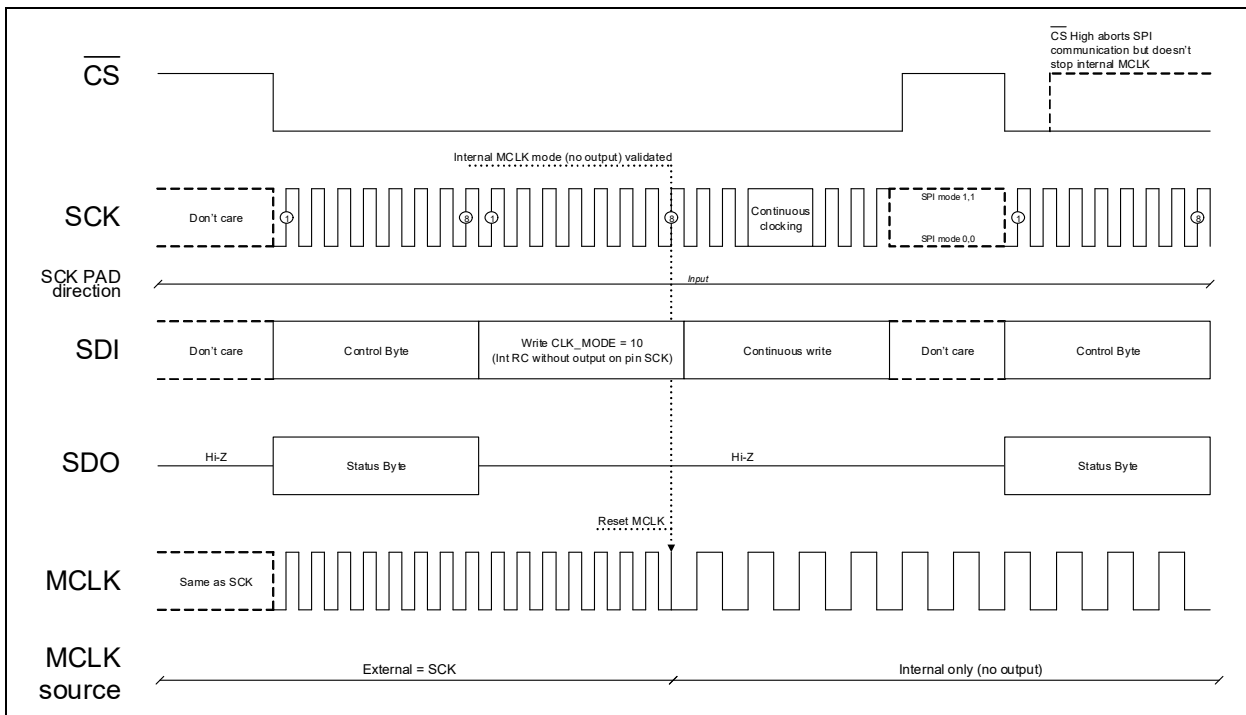 CS High aborts SPI
communication but doesn't
stop internal MCLK
CS
Internal MCLK mode (no output) validated
SCK
Don't care
1
8
1
8
Continuous
clocking
SPI mode 1,1
SPI mode 0,0
1
8
SCK PAD
direction
Input
SDI
Don't care
Control Byte
Write CLK_MODE = 10
(Int RC without output on pin SCK)
Continuous write
Don't care
Control Byte
SDO
Hi-Z
Status Byte
Hi-Z
Status Byte
Reset MCLK
MCLK
Same as SCK
MCLK
source
External = SCK
Internal only (no output)